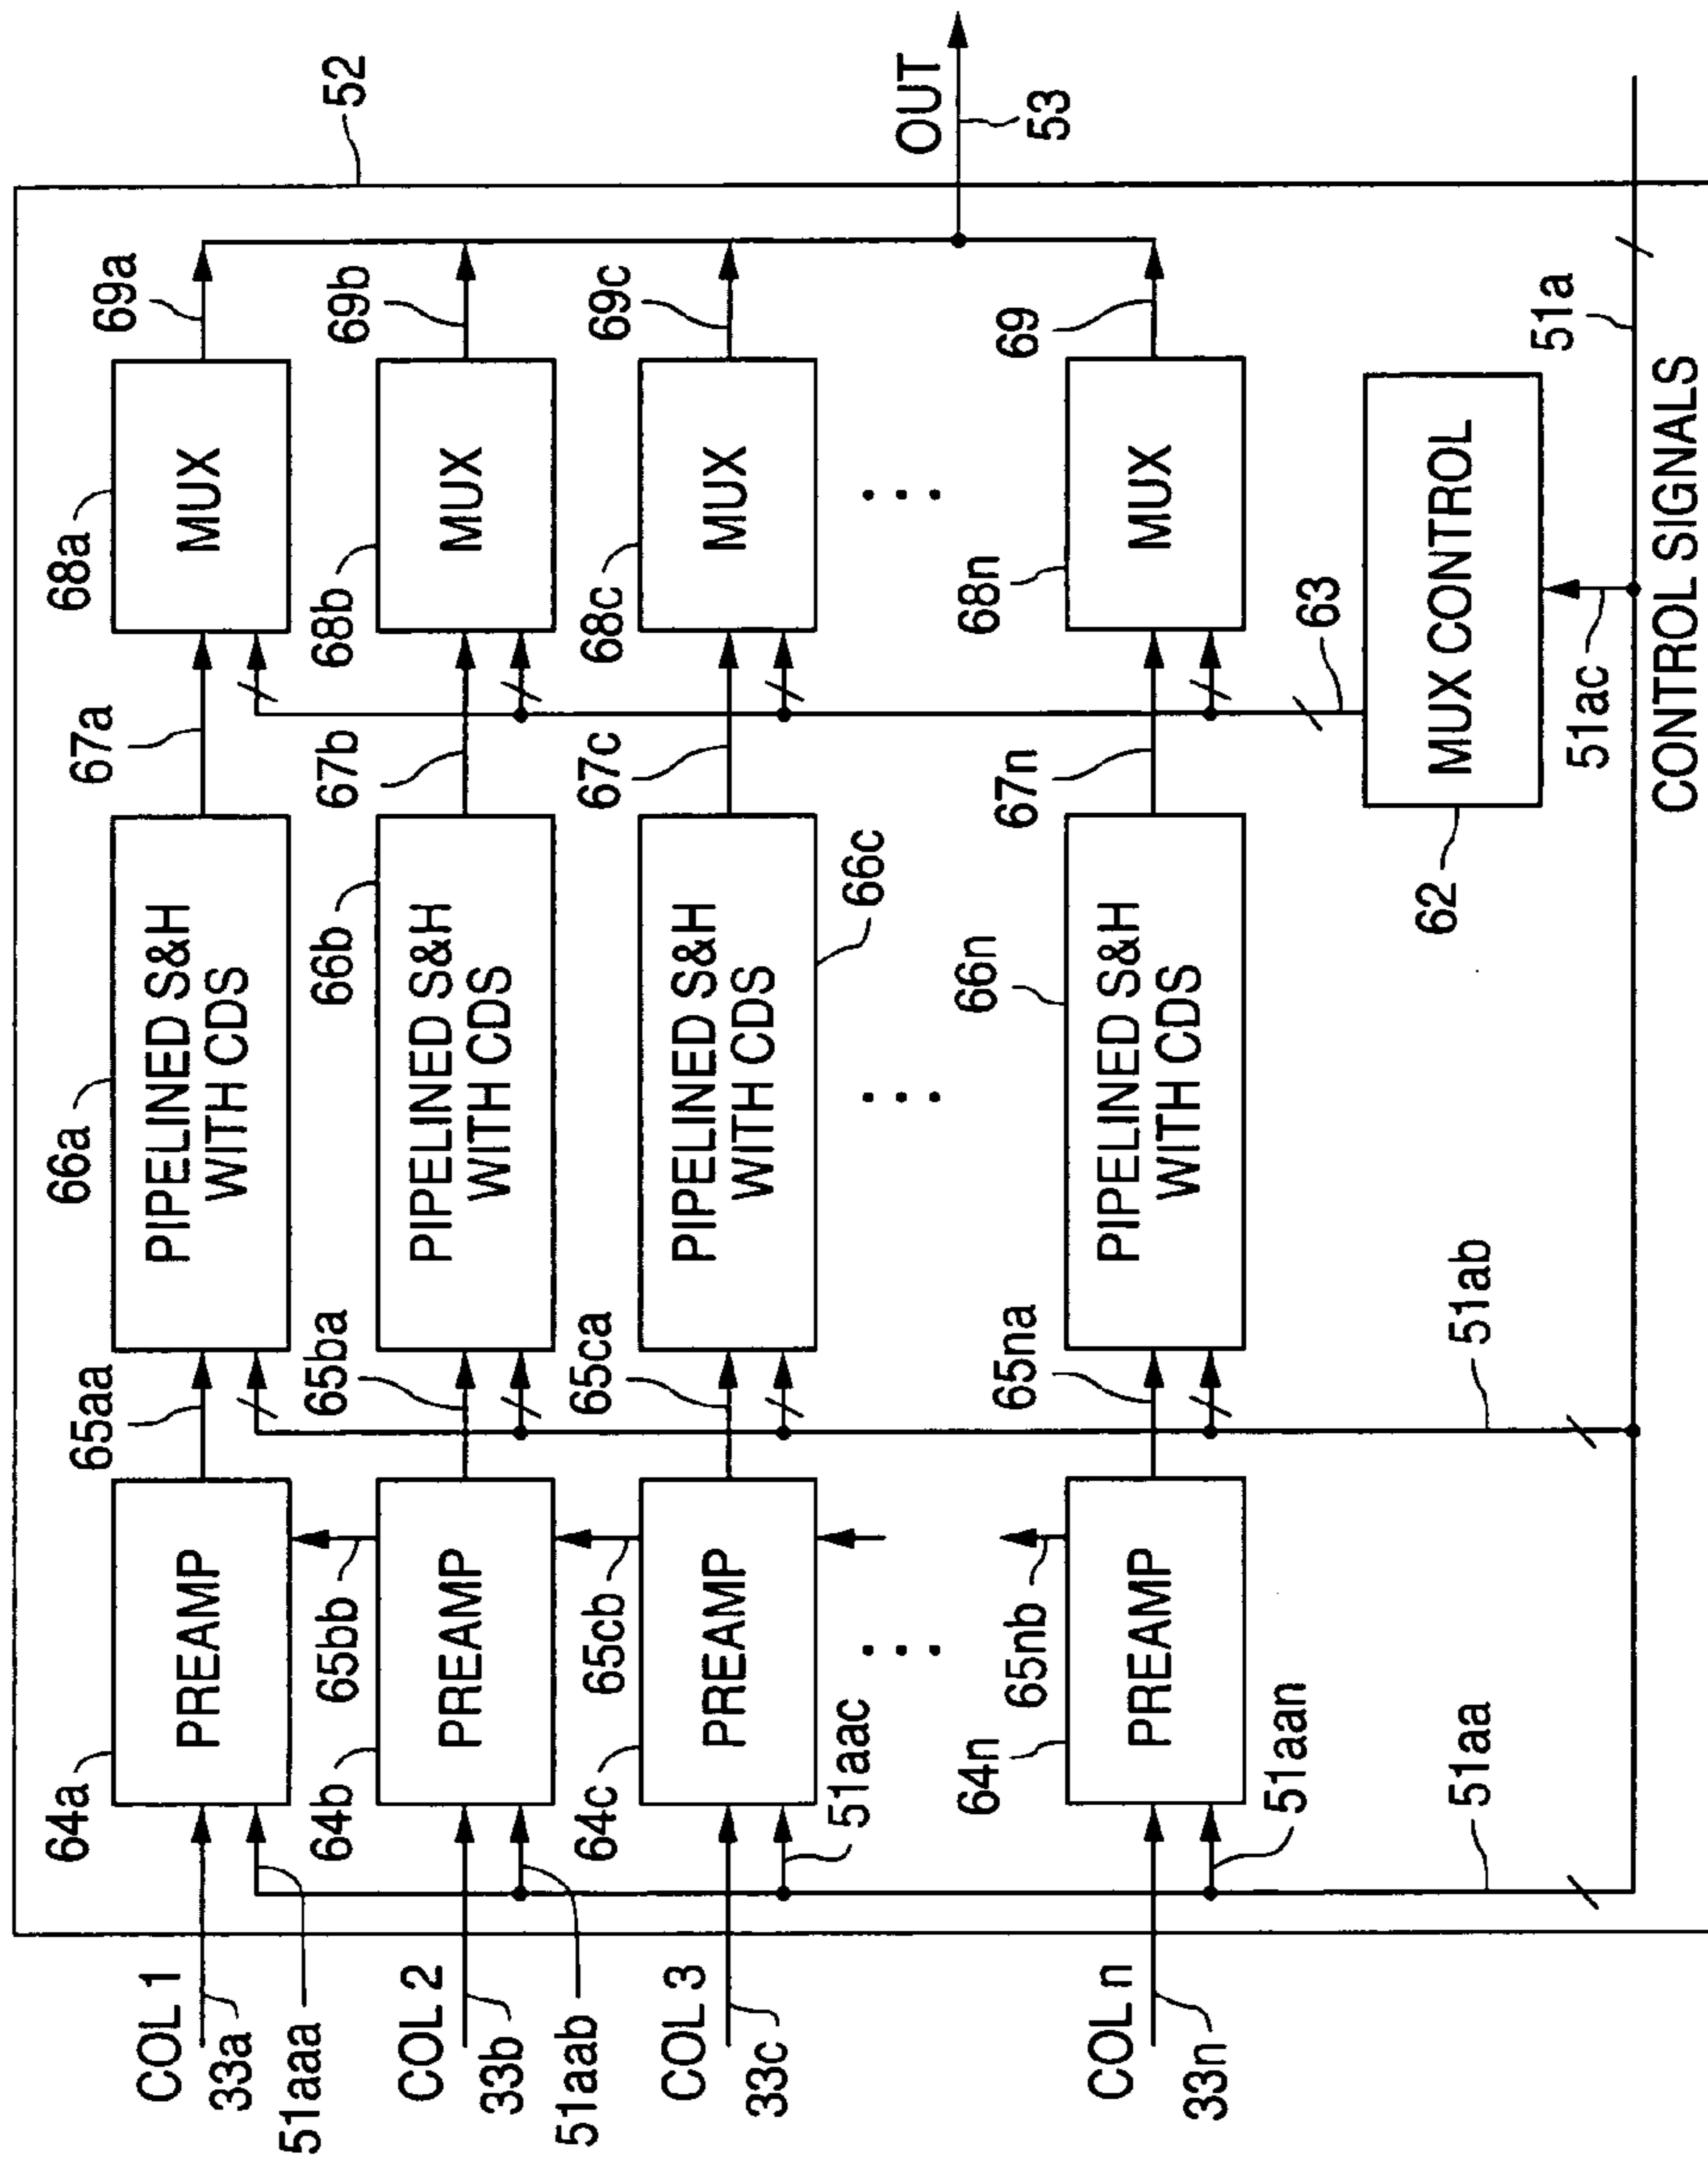 52
69a
69b
69c
69
OUT
53
68a
MUX
68b
MUX
68c
MUX
...
68n
MUX
67a
67b
67c
67n
63
MUX CONTROL
62
51ac
51a
CONTROL SIGNALS
66a
PIPELINED S&H
WITH CDS
66b
PIPELINED S&H
WITH CDS
66c
PIPELINED S&H
WITH CDS
...
66n
PIPELINED S&H
WITH CDS
65aa
65ba
65ca
65na
51ab
64a
PREAMP
65bb
64b
PREAMP
65cb
64c
PREAMP
51aac
...
65nb
64n
PREAMP
51aan
51aa
COL 1
33a
51aaa
COL 2
33b
51aab
COL 3
33c
COL n
33n